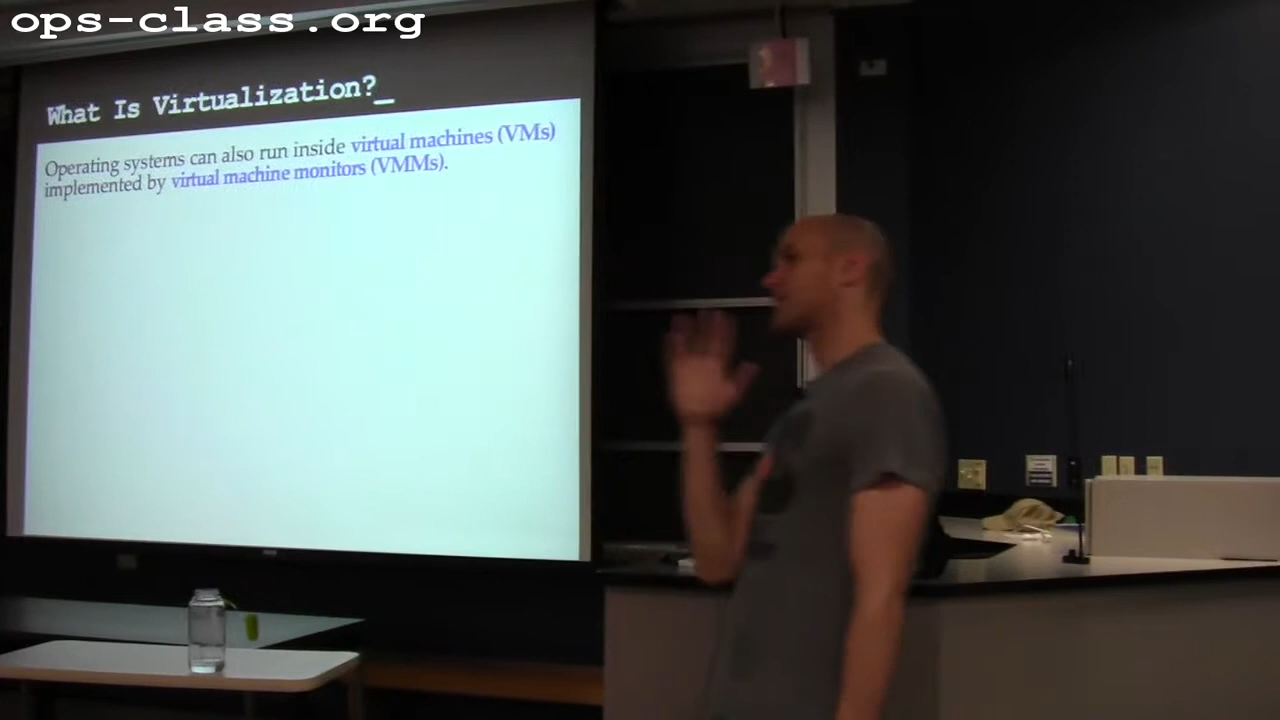 ops-class.org
What Is Virtualization?_
Operating systems can also run inside virtual machines (VMs)
implemented by virtual machine monitors (VMMs).